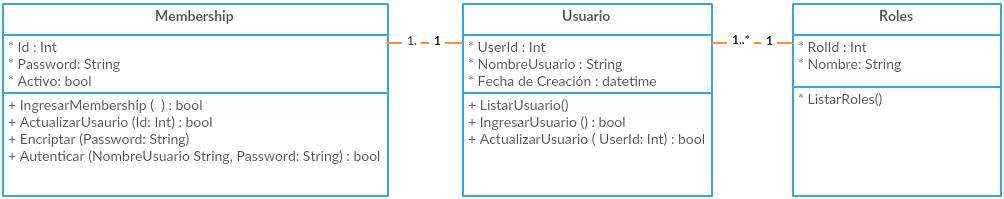 Membership
* Id : Int
* Password: String
* Activo: bool
+ IngresarMembership ( ) : bool
+ ActualizarUsaurio (Id: Int) : bool
+ Encriptar (Password: String)
+ Autenticar (NombreUsuario String, Password: String) : bool
1. 1
Usuario
* UserId : Int
* NombreUsuario : String
* Fecha de Creación : datetime
+ ListarUsuario()
+ IngresarUsuario () : bool
+ ActualizarUsuario ( UserId: Int) : bool
1..* 1
Roles
* RolId : Int
* Nombre: String
* ListarRoles()